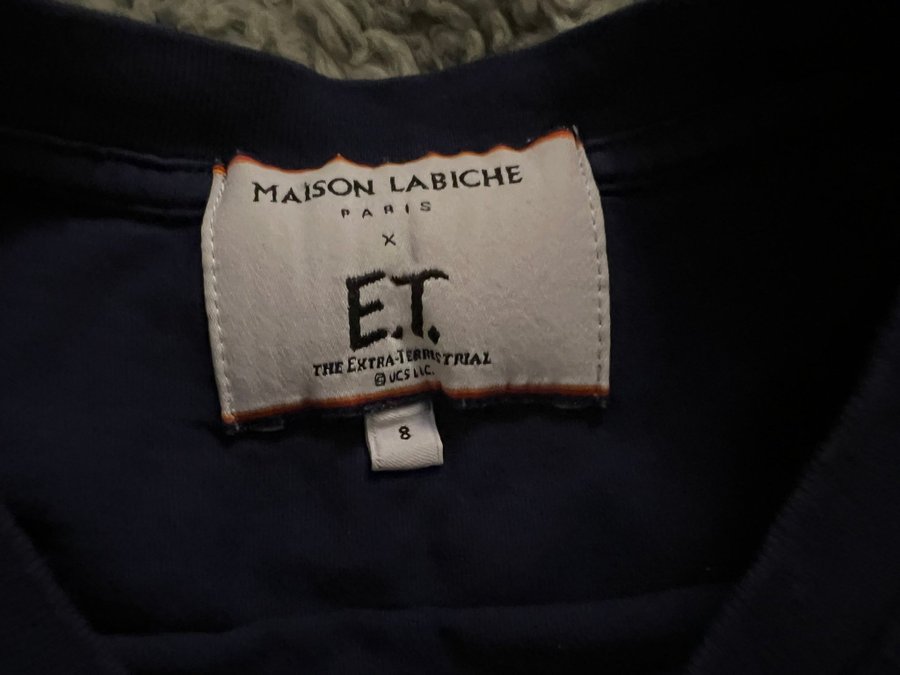 MAISON LABICHE
PARIS
X
E.T.
THE EXTRA-TERRESTRIAL
© UCS LLC.
8